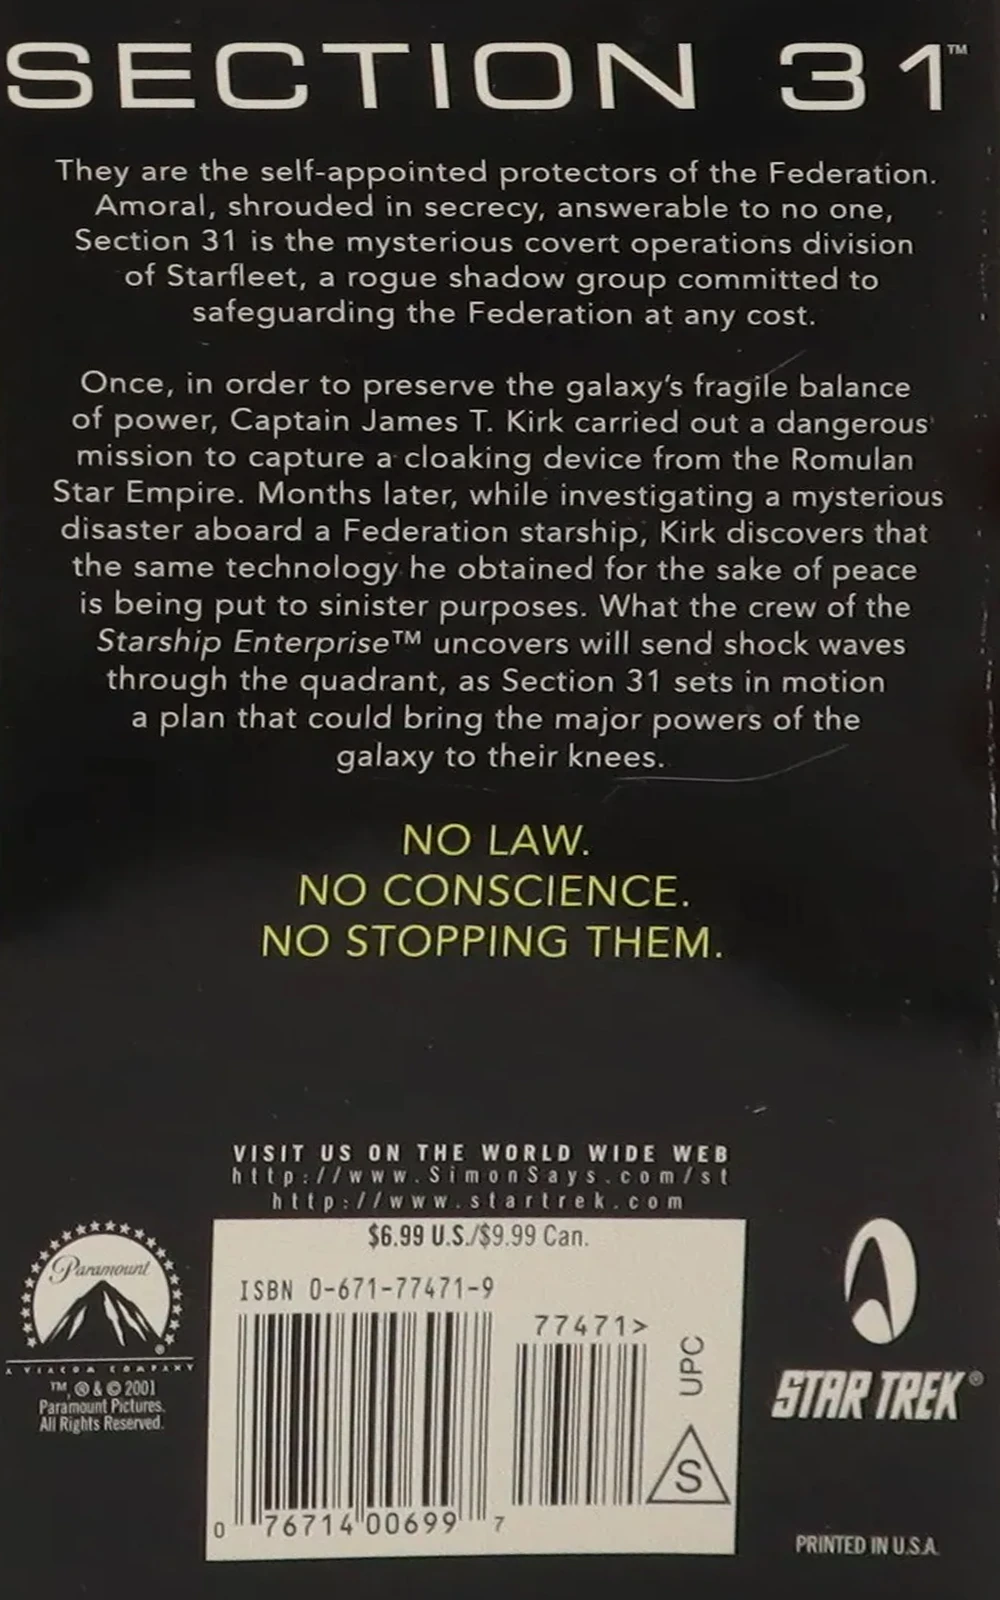 SECTION 31™
They are the self-appointed protectors of the Federation.
Amoral, shrouded in secrecy, answerable to no one,
Section 31 is the mysterious covert operations division
of Starfleet, a rogue shadow group committed to
safeguarding the Federation at any cost.
Once, in order to preserve the galaxy's fragile balance
of power, Captain James T. Kirk carried out a dangerous
mission to capture a cloaking device from the Romulan
Star Empire. Months later, while investigating a mysterious
disaster aboard a Federation starship, Kirk discovers that
the same technology he obtained for the sake of peace
is being put to sinister purposes. What the crew of the
Starship Enterprise™ uncovers will send shock waves
through the quadrant, as Section 31 sets in motion
a plan that could bring the major powers of the
galaxy to their knees.
NO LAW.
NO CONSCIENCE.
NO STOPPING THEM.
VISIT US ON THE WORLD WIDE WEB
http://www.SimonSays.com/st
http://www.startrek.com
$6.99 U.S./$9.99 Can.
ISBN 0-671-77471-9
77471>
UPC
S
0 76714 00699 7
Paramount®
A VIACOM COMPANY
™, ® & © 2001
Paramount Pictures.
All Rights Reserved.
STAR TREK®
PRINTED IN U.S.A.